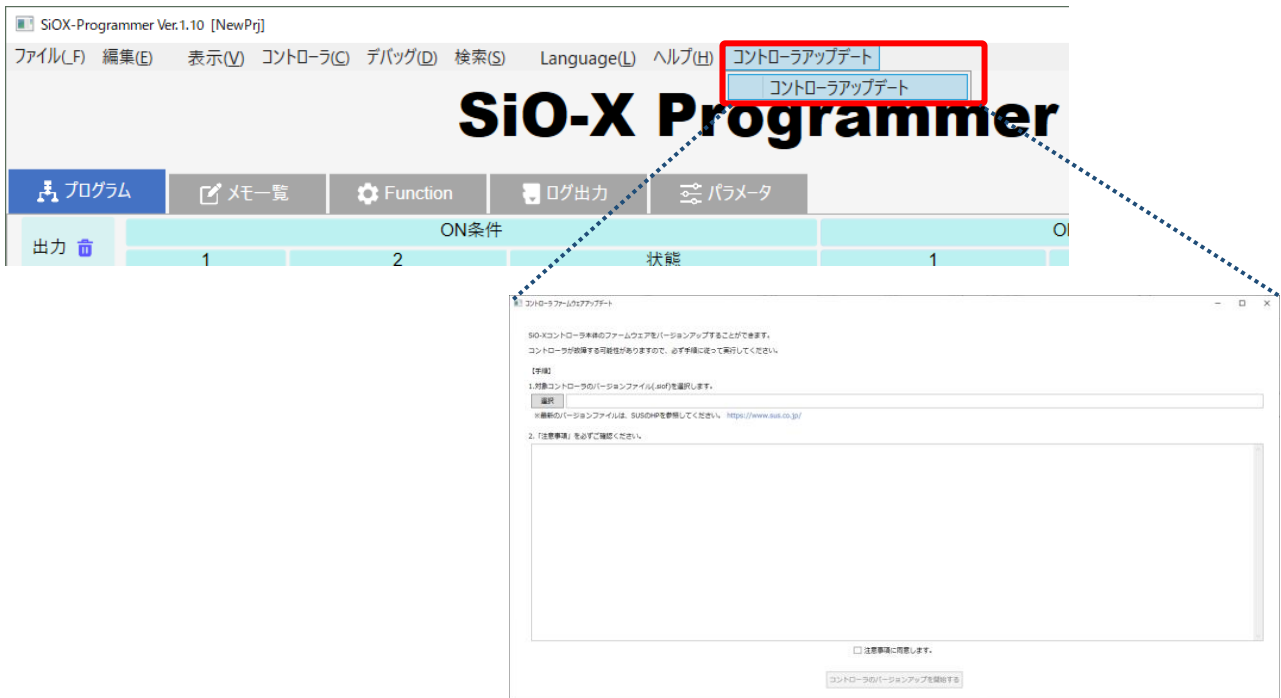 SiOX-Programmer Ver.1.10 [NewPrj]
ファイル(_F) 編集(E) 表示(V) コントローラ(C) デバッグ(D) 検索(S) Language(L) ヘルプ(H) コントローラアップデート
コントローラアップデート
SiO-X Programmer
プログラム メモ一覧 Function ログ出力 パラメータ
出力 ON条件
1 2 状態 1
コントローラファームウェアアップデート
SiO-Xコントローラ本体のファームウェアをバージョンアップすることができます。
コントローラが故障する可能性がありますので、必ず手順に従って実行してください。
【手順】
1.対象コントローラのバージョンファイル(.siof)を選択します。
選択
※最新のバージョンファイルは、SUSのHPを参照してください。 https://www.sus.co.jp/
2.「注意事項」を必ずご確認ください。
注意事項に同意します。
コントローラのバージョンアップを開始する